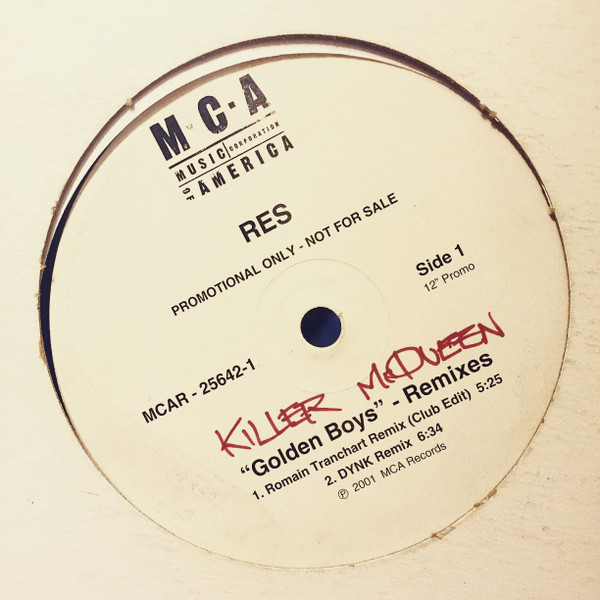 MCA
MUSIC CORPORATION
OF AMERICA
RES
PROMOTIONAL ONLY - NOT FOR SALE
Side 1
12" Promo
MCAR - 25642-1
KILLER McQUEEN
“Golden Boys” - Remixes
1. Romain Tranchart Remix (Club Edit) 5:25
2. DYNK Remix 6:34
℗ 2001 MCA Records